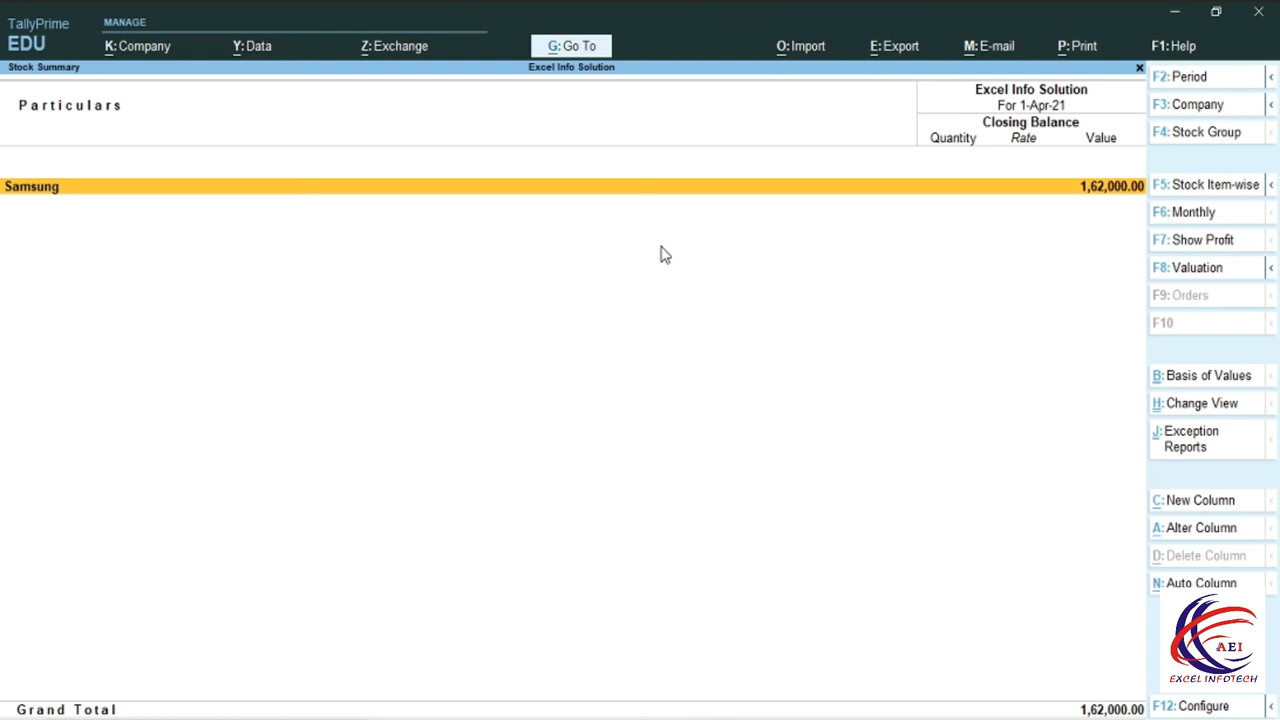 TallyPrime
EDU
MANAGE
K: Company
Y: Data
Z: Exchange
G: Go To
O: Import
E: Export
M: E-mail
P: Print
F1: Help
Stock Summary
Excel Info Solution
Particulars
Excel Info Solution
For 1-Apr-21
Closing Balance
Quantity Rate Value
Samsung 1,62,000.00
Grand Total 1,62,000.00
F2: Period
F3: Company
F4: Stock Group
F5: Stock Item-wise
F6: Monthly
F7: Show Profit
F8: Valuation
F9: Orders
F10
B: Basis of Values
H: Change View
J: Exception
Reports
C: New Column
A: Alter Column
D: Delete Column
N: Auto Column
AEI
EXCEL INFOTECH
F12: Configure